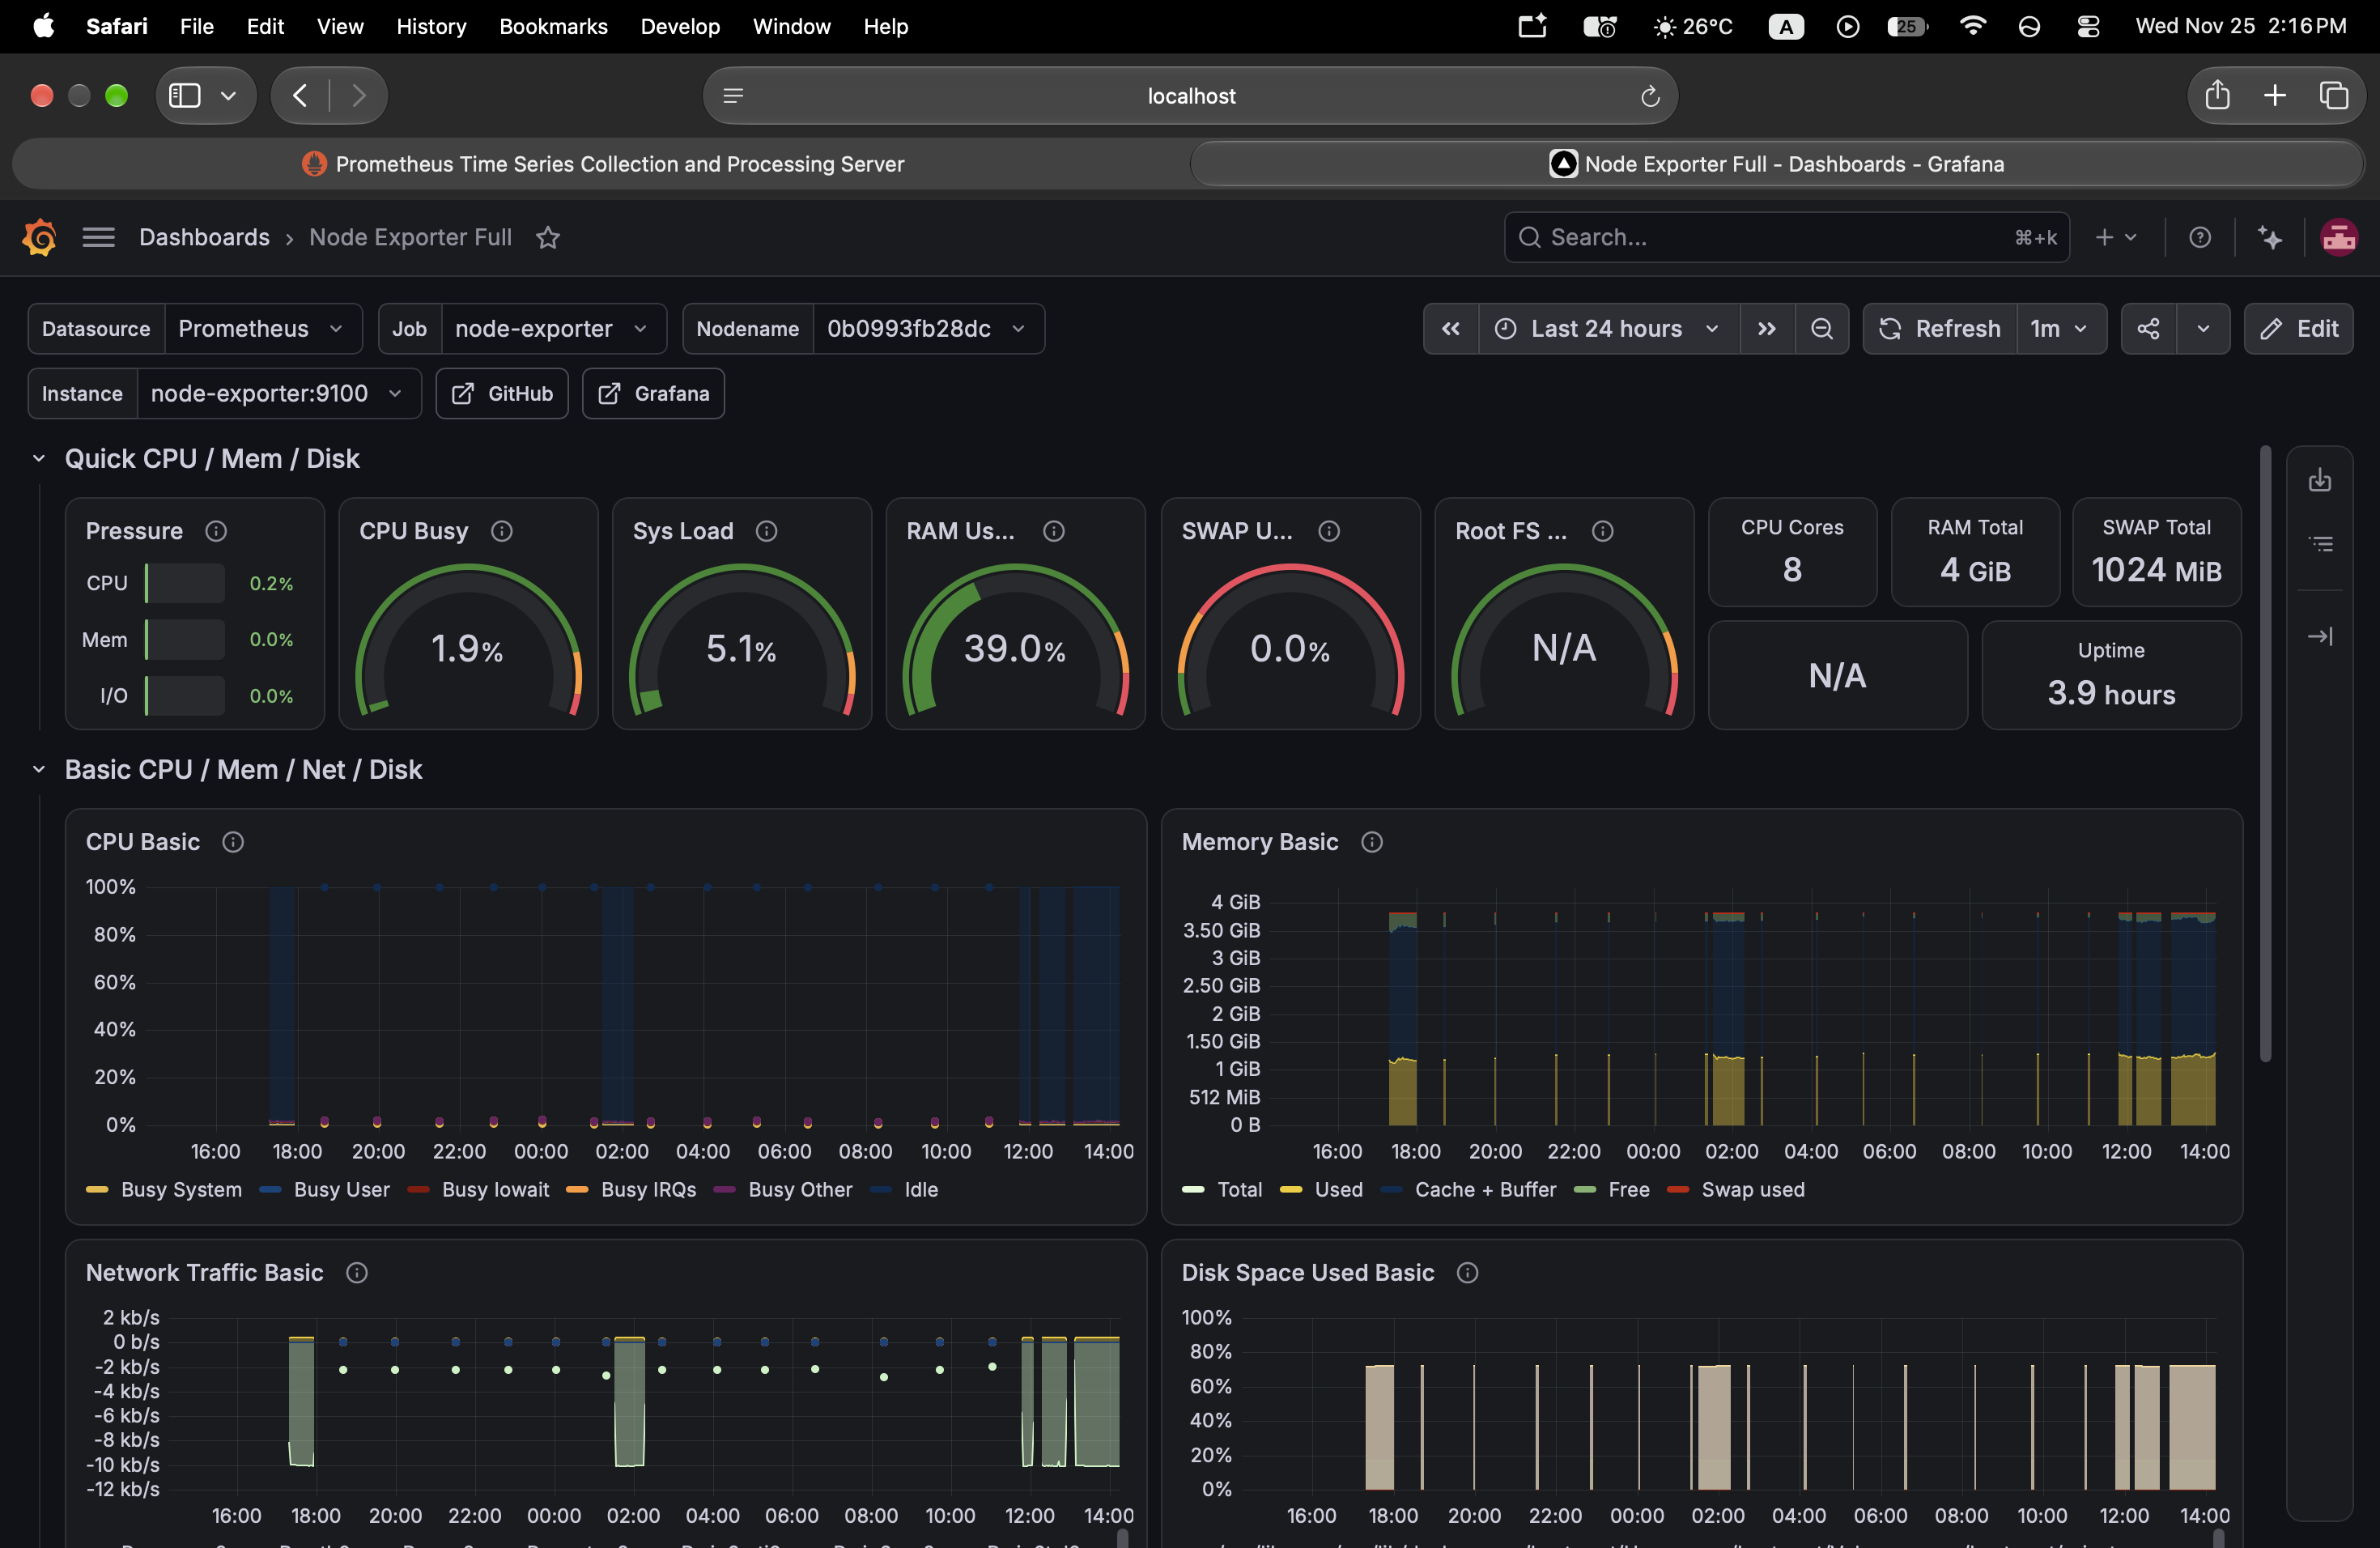 Safari File Edit View History Bookmarks Develop Window Help 26°C A 25 Wed Nov 25 2:16 PM
localhost
Prometheus Time Series Collection and Processing Server Node Exporter Full - Dashboards - Grafana
Dashboards › Node Exporter Full Search... ⌘+k
Datasource Prometheus Job node-exporter Nodename 0b0993fb28dc Last 24 hours Refresh 1m Edit
Instance node-exporter:9100 GitHub Grafana
Quick CPU / Mem / Disk
Pressure CPU Busy Sys Load RAM Us... SWAP U... Root FS ... CPU Cores RAM Total SWAP Total
CPU 0.2% 8 4 GiB 1024 MiB
Mem 0.0% 1.9% 5.1% 39.0% 0.0% N/A Uptime
I/O 0.0% N/A 3.9 hours
Basic CPU / Mem / Net / Disk
CPU Basic
100%
80%
60%
40%
20%
0%
16:00 18:00 20:00 22:00 00:00 02:00 04:00 06:00 08:00 10:00 12:00 14:00
Busy System Busy User Busy Iowait Busy IRQs Busy Other Idle
Memory Basic
4 GiB
3.50 GiB
3 GiB
2.50 GiB
2 GiB
1.50 GiB
1 GiB
512 MiB
0 B
16:00 18:00 20:00 22:00 00:00 02:00 04:00 06:00 08:00 10:00 12:00 14:00
Total Used Cache + Buffer Free Swap used
Network Traffic Basic
2 kb/s
0 b/s
-2 kb/s
-4 kb/s
-6 kb/s
-8 kb/s
-10 kb/s
-12 kb/s
16:00 18:00 20:00 22:00 00:00 02:00 04:00 06:00 08:00 10:00 12:00 14:00
Disk Space Used Basic
100%
80%
60%
40%
20%
0%
16:00 18:00 20:00 22:00 00:00 02:00 04:00 06:00 08:00 10:00 12:00 14:00